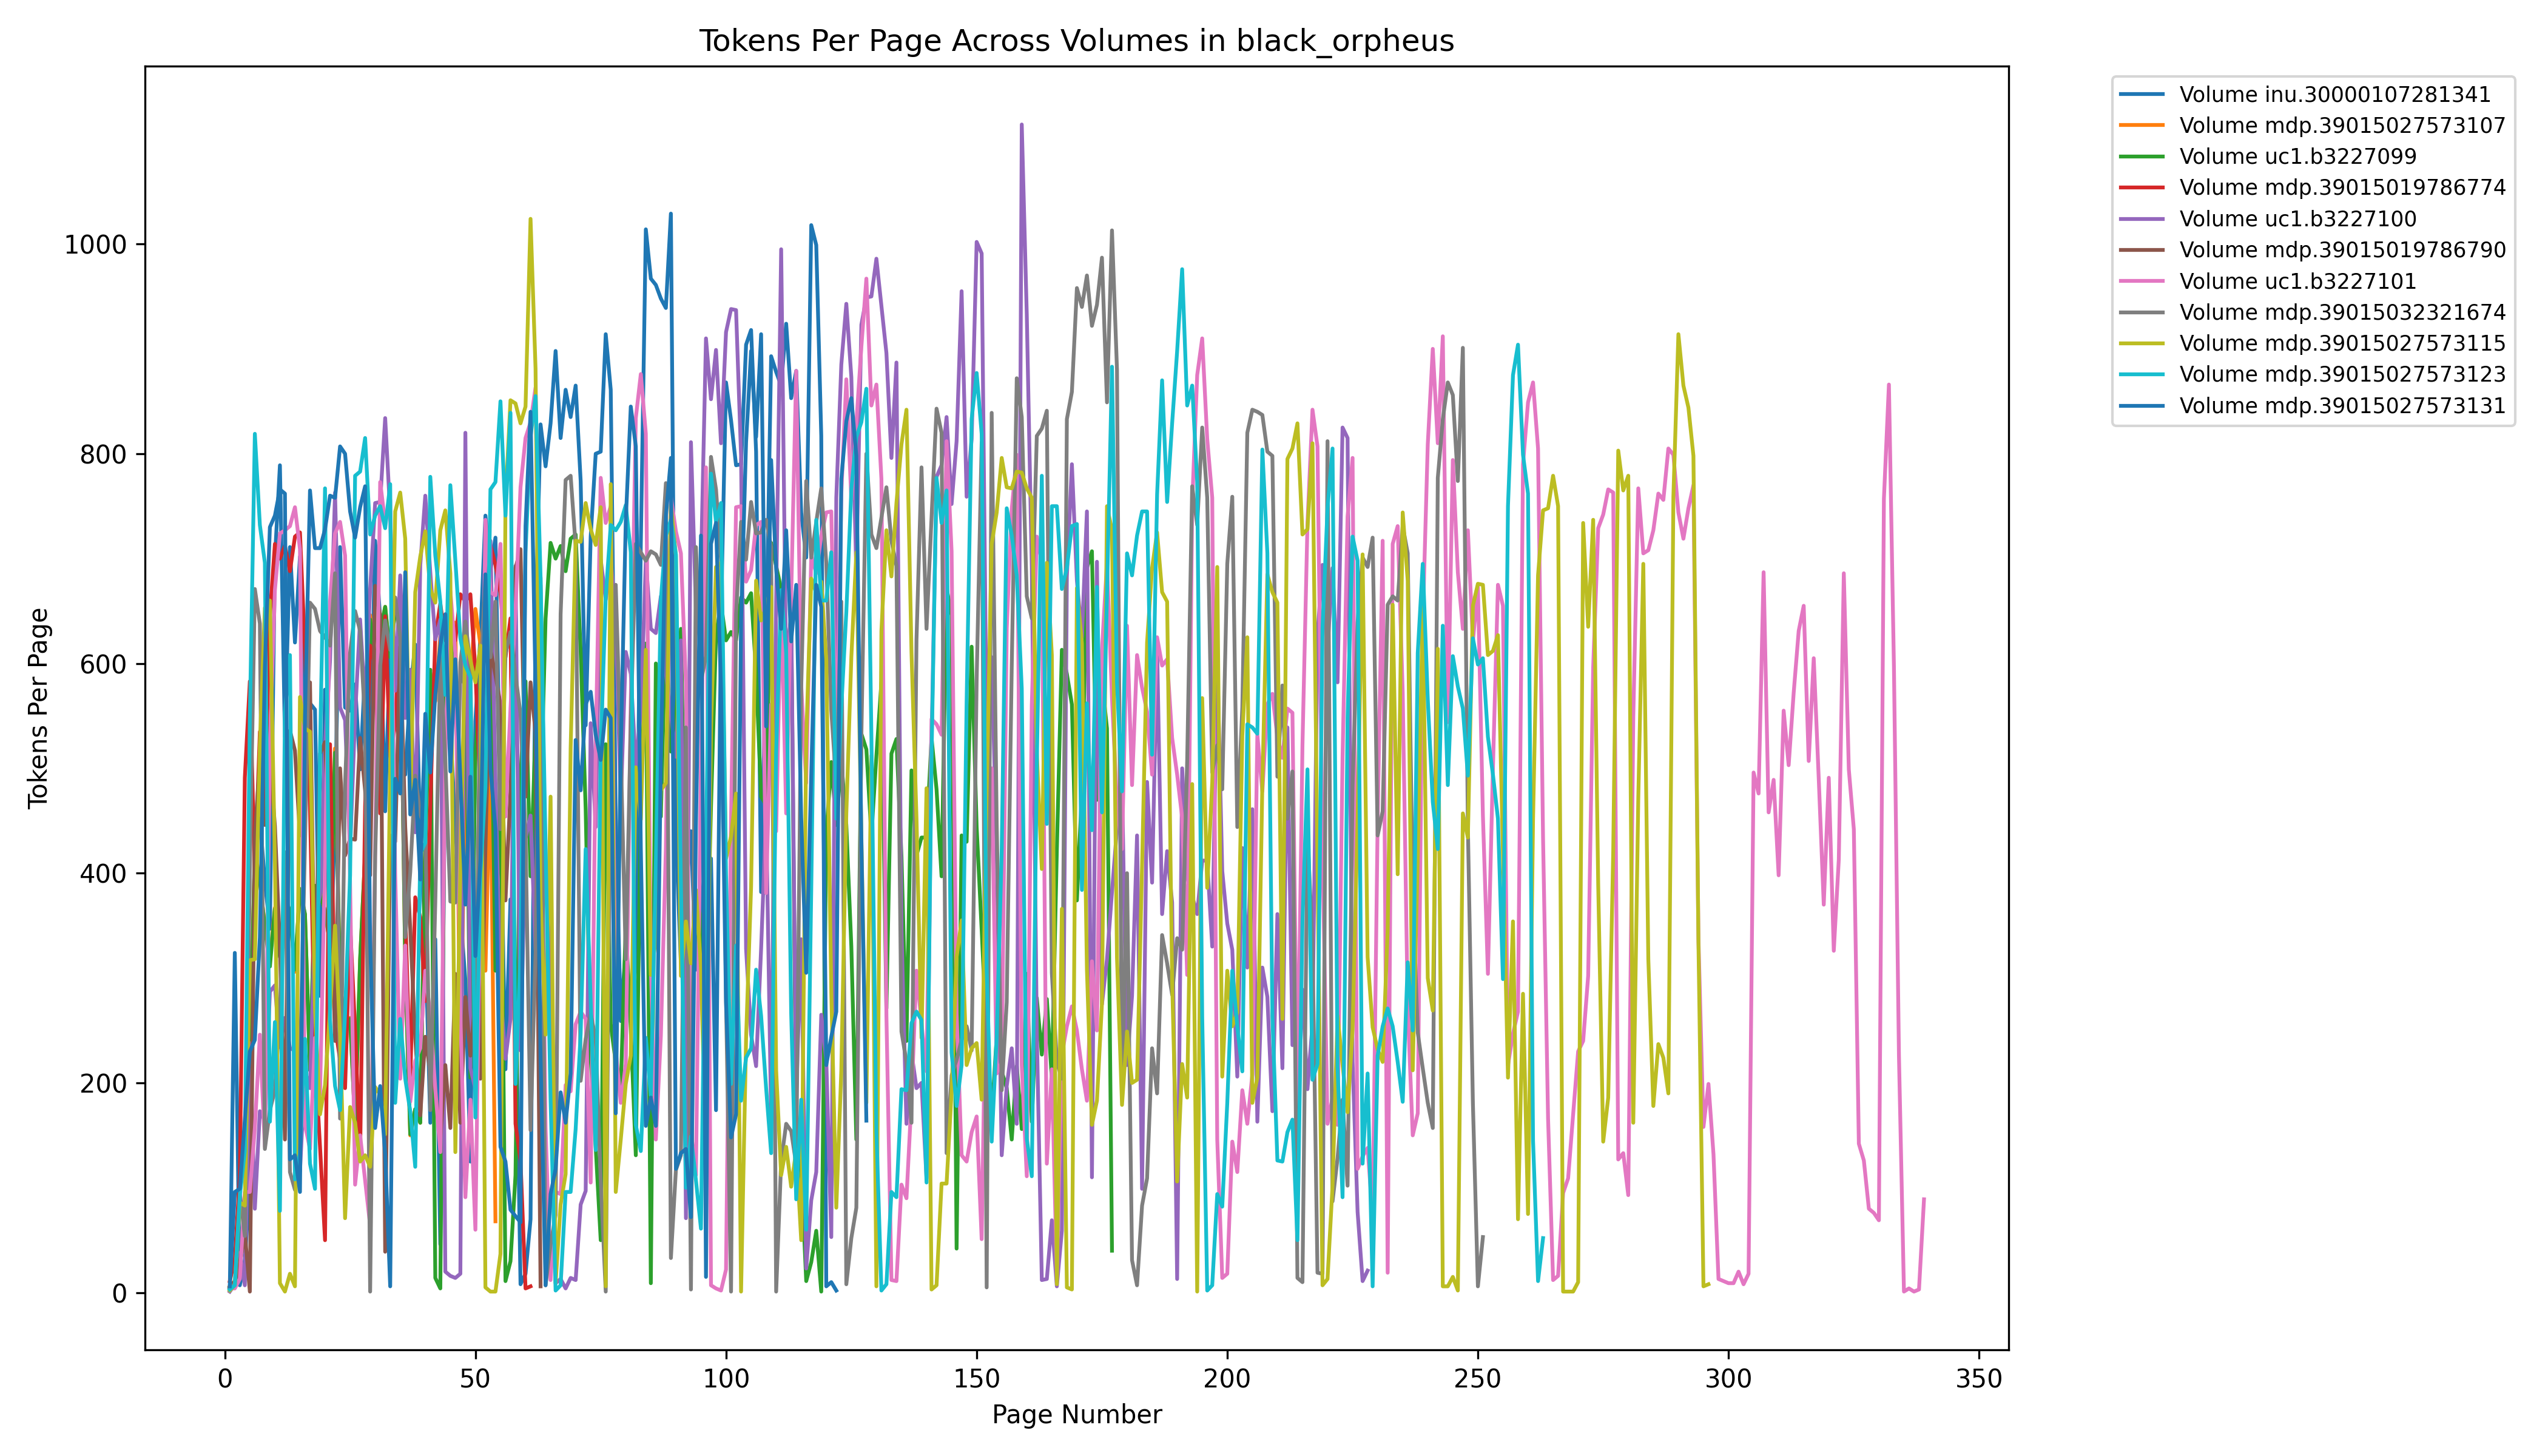 Tokens Per Page Across Volumes in black_orpheus
Tokens Per Page
1000
800
600
400
200
0
0 50 100 150 200 250 300 350
Page Number
Volume inu.30000107281341
Volume mdp.39015027573107
Volume uc1.b3227099
Volume mdp.39015019786774
Volume uc1.b3227100
Volume mdp.39015019786790
Volume uc1.b3227101
Volume mdp.39015032321674
Volume mdp.39015027573115
Volume mdp.39015027573123
Volume mdp.39015027573131